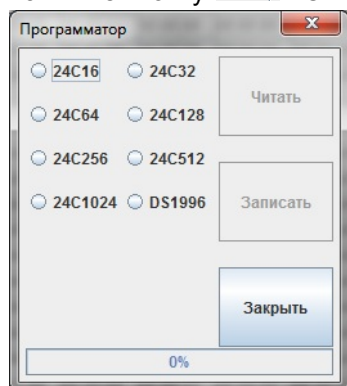 Программатор
24C16 24C32
Читать
24C64 24C128
24C256 24C512
24C1024 DS1996
Записать
Закрыть
0%